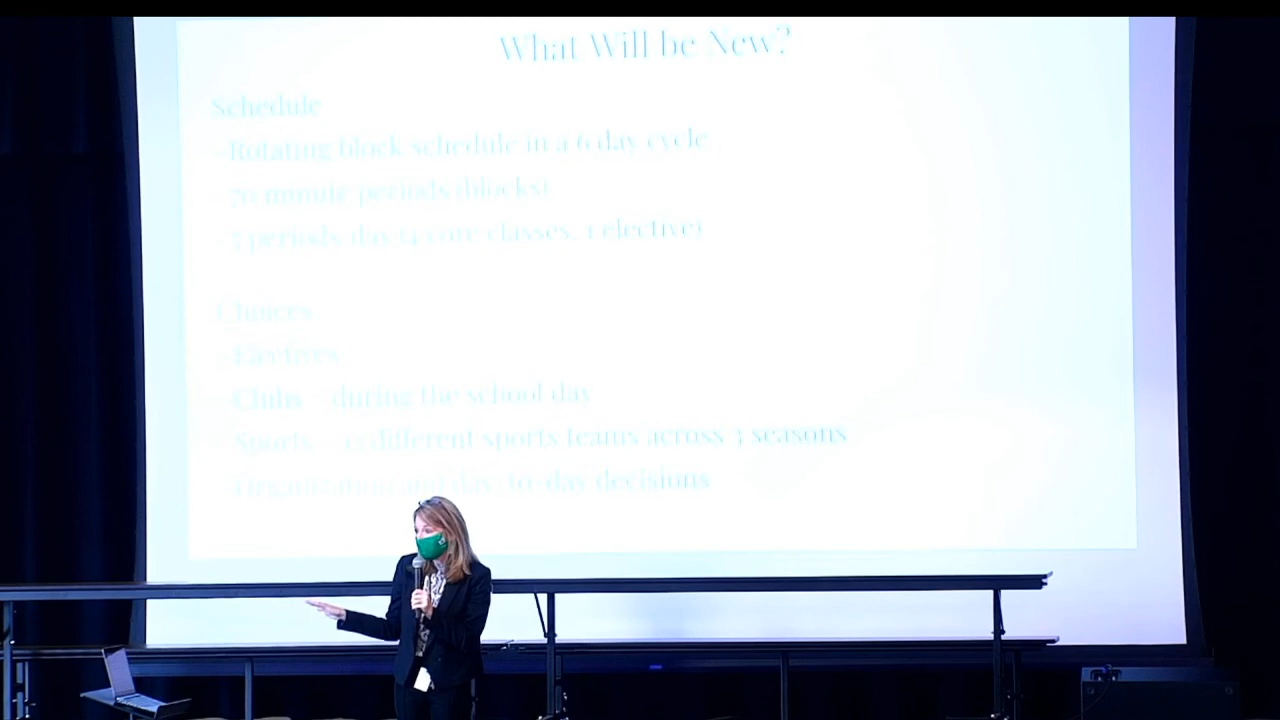 What Will be New?
Schedule
-Rotating block schedule in a 6 day cycle
-70 minute periods (blocks)
-5 periods day (4 core classes, 1 elective)
Choices
-Electives
-Clubs - during the school day
-Sports - different sports teams across 3 seasons
-Organization and day-to-day decisions